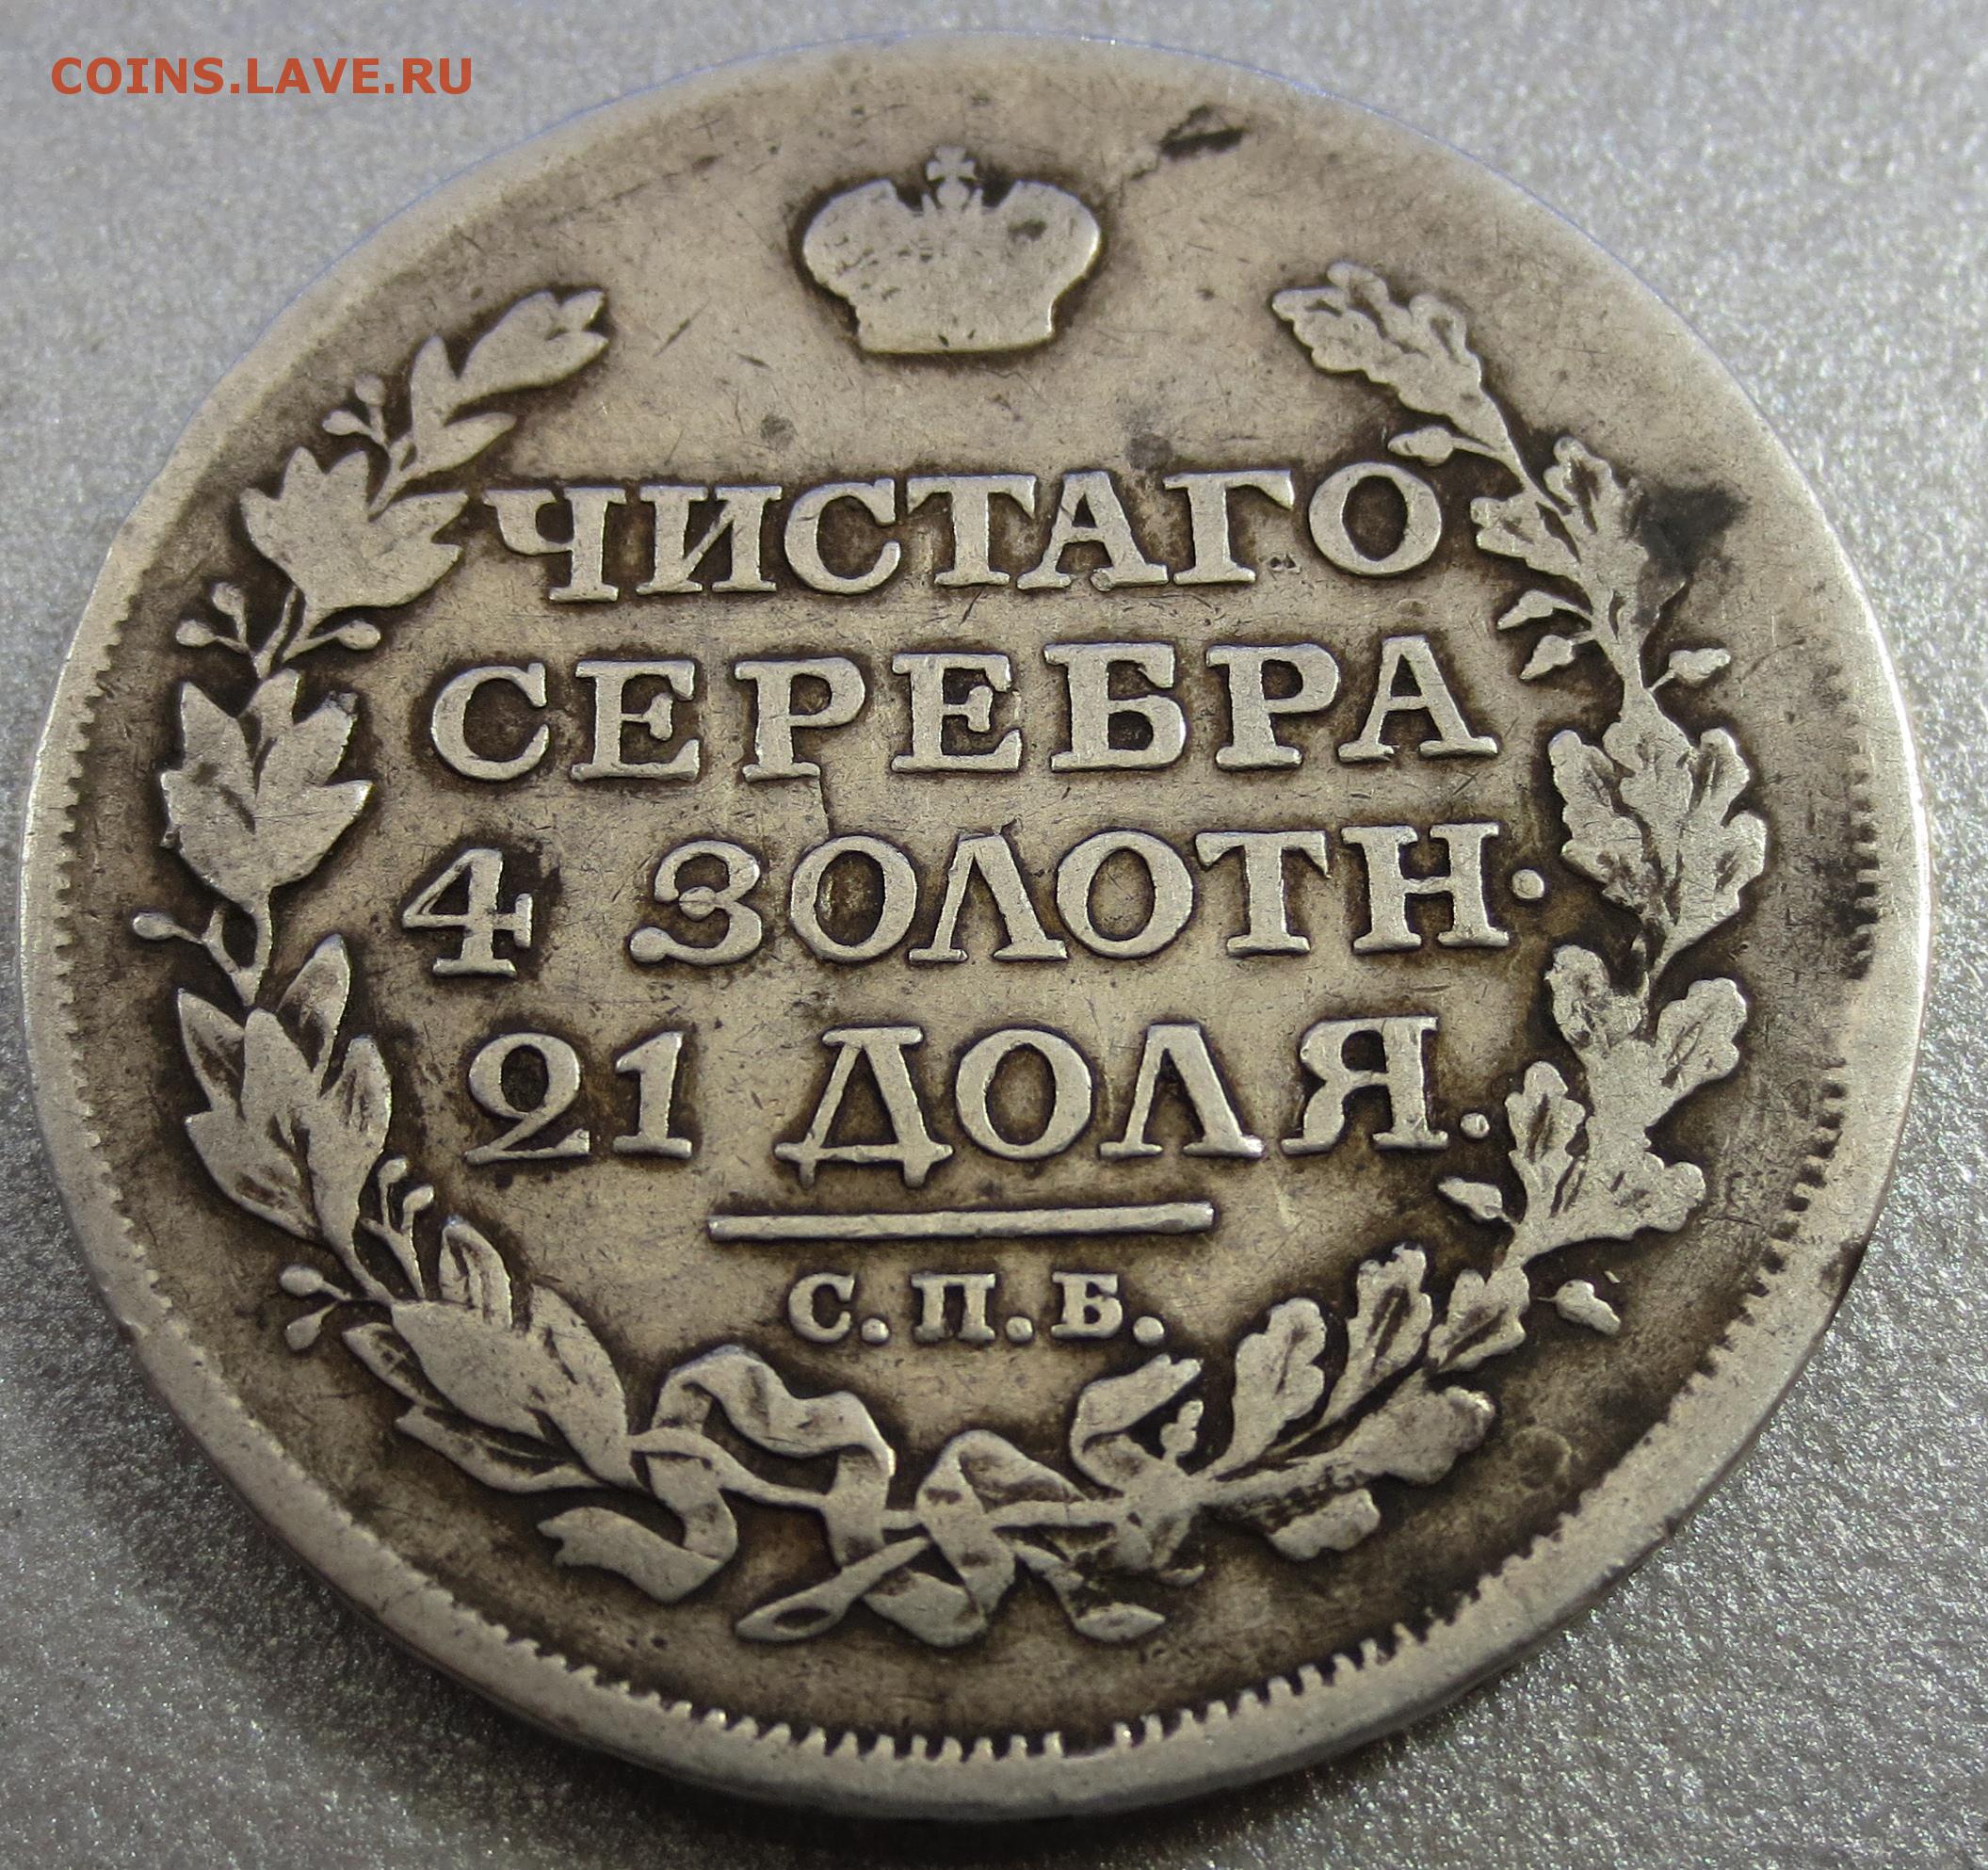 COINS.LAVE.RU
ЧИСТАГО
СЕРЕБРА
4 ЗОЛОТН.
21 ДОЛЯ.
С.П.Б.